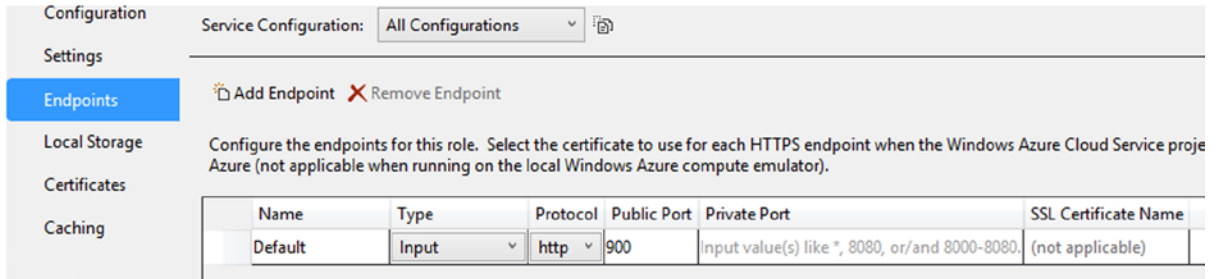 Configuration
Service Configuration: All Configurations
Settings
Endpoints
Add Endpoint Remove Endpoint
Local Storage
Configure the endpoints for this role. Select the certificate to use for each HTTPS endpoint when the Windows Azure Cloud Service proje
Azure (not applicable when running on the local Windows Azure compute emulator).
Certificates
Caching
Name Type Protocol Public Port Private Port SSL Certificate Name
Default Input http 900 Input value(s) like *, 8080, or/and 8000-8080. (not applicable)